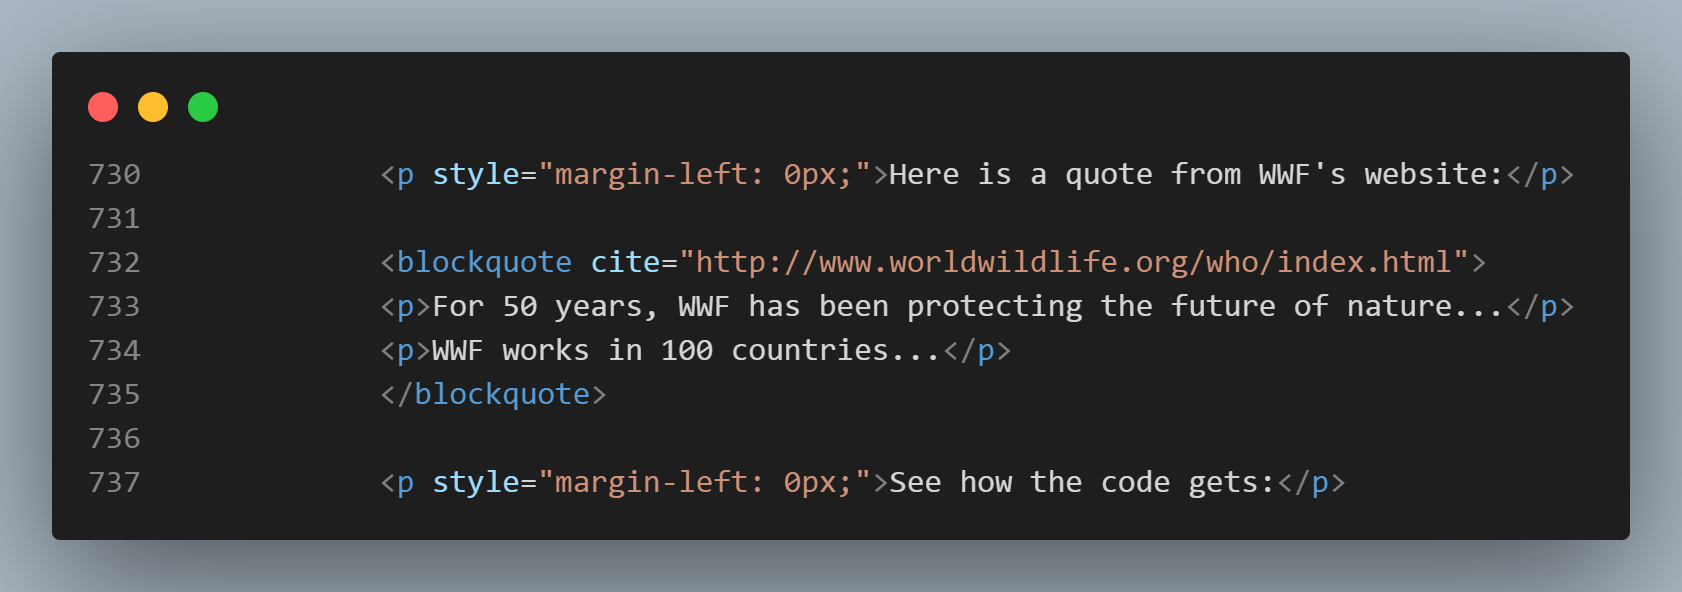 730 <p style="margin-left: 0px;">Here is a quote from WWF's website:</p>
731
732 <blockquote cite="http://www.worldwildlife.org/who/index.html">
733 <p>For 50 years, WWF has been protecting the future of nature...</p>
734 <p>WWF works in 100 countries...</p>
735 </blockquote>
736
737 <p style="margin-left: 0px;">See how the code gets:</p>